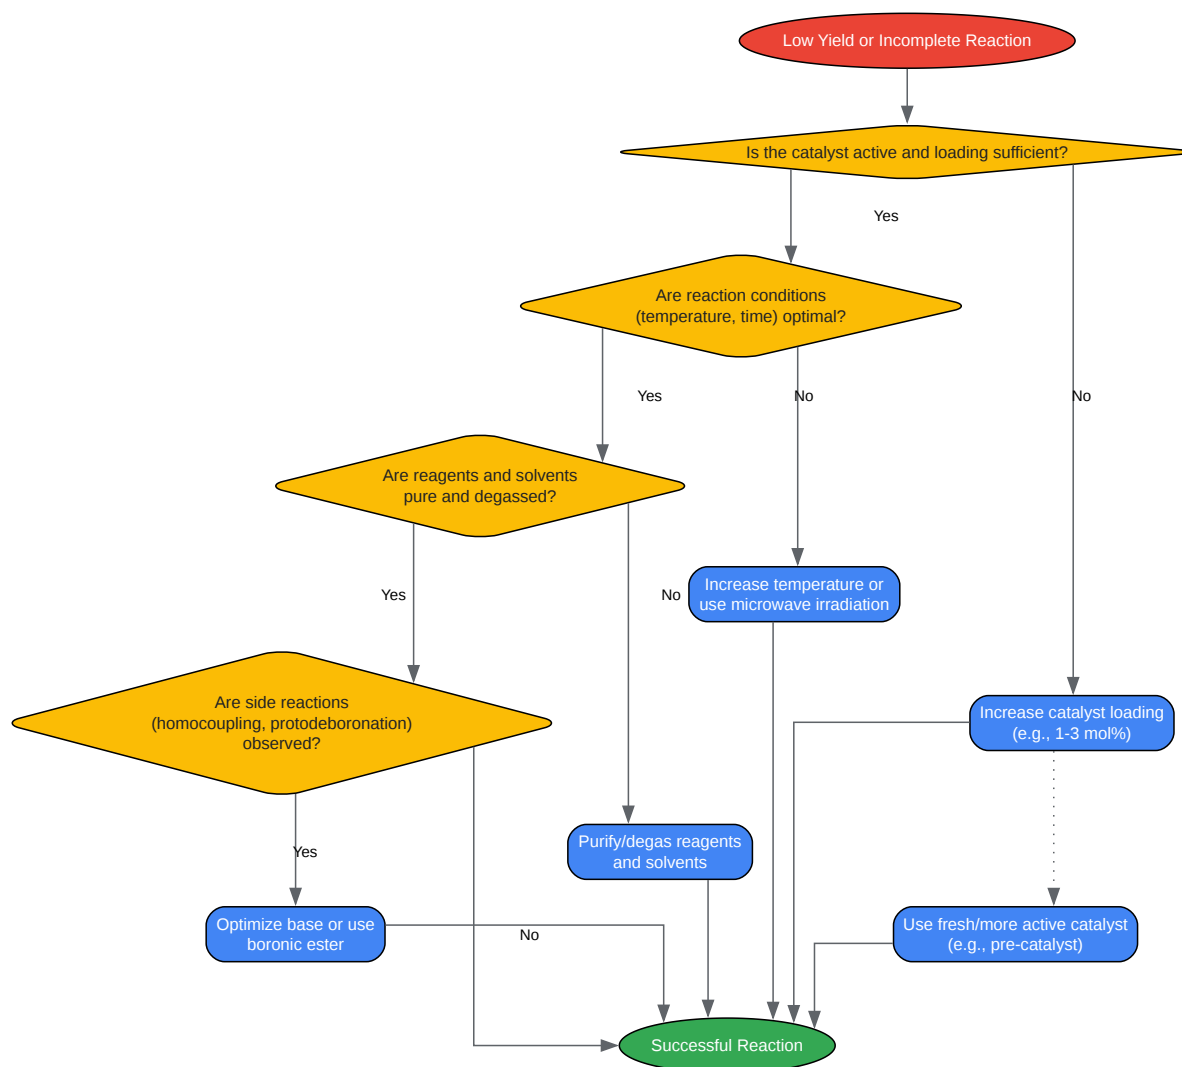 Low Yield or Incomplete Reaction
Is the catalyst active and loading sufficient?
Yes
Are reaction conditions
(temperature, time) optimal?
Yes
No
No
Are reagents and solvents
pure and degassed?
Yes
No
Increase temperature or
use microwave irradiation
Are side reactions
(homocoupling, protodeboronation)
observed?
Increase catalyst loading
(e.g., 1-3 mol%)
Yes
Purify/degas reagents
and solvents
Optimize base or use
boronic ester
No
Use fresh/more active catalyst
(e.g., pre-catalyst)
Successful Reaction